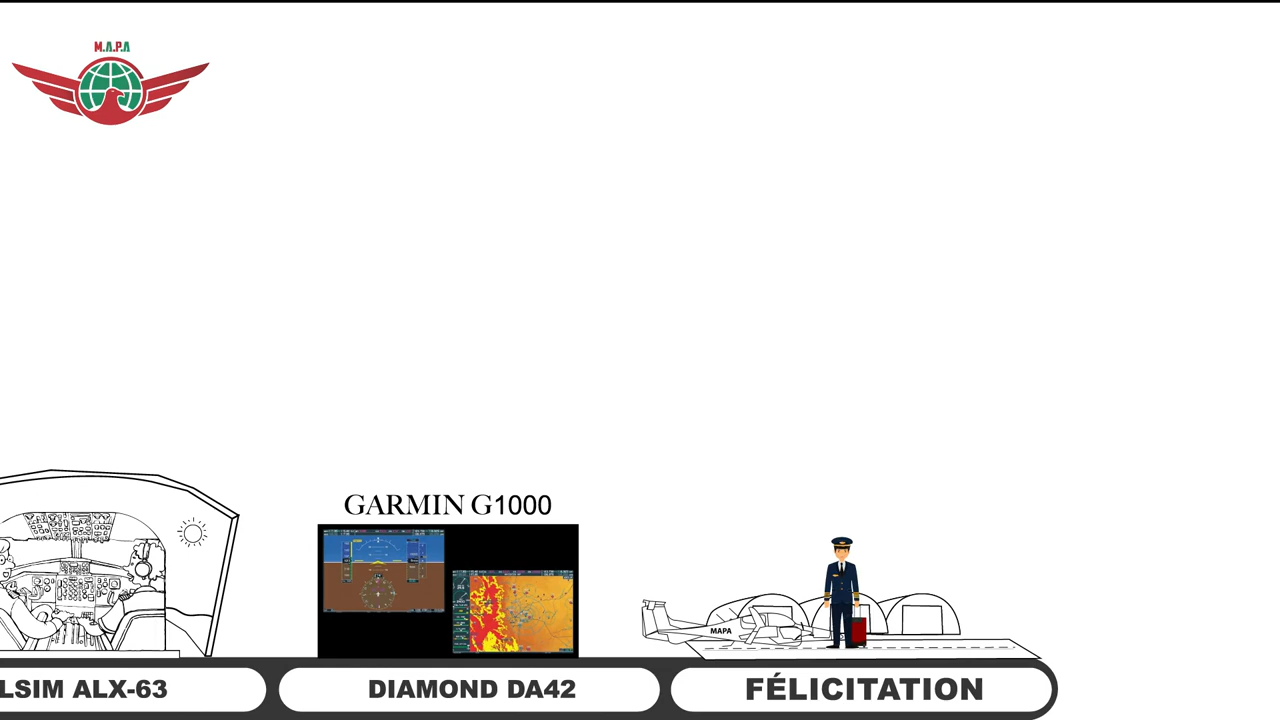 M.A.P.A
GARMIN G1000
MAPA
LSIM ALX-63
DIAMOND DA42
FÉLICITATION